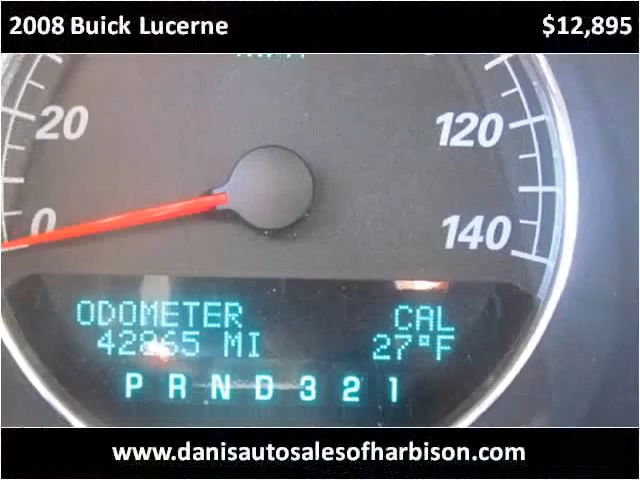 2008 Buick Lucerne $12,895
20 120
0 140
ODOMETER CAL
42865 MI 27°F
P R N D 3 2 1
www.danisautosalesofharbison.com